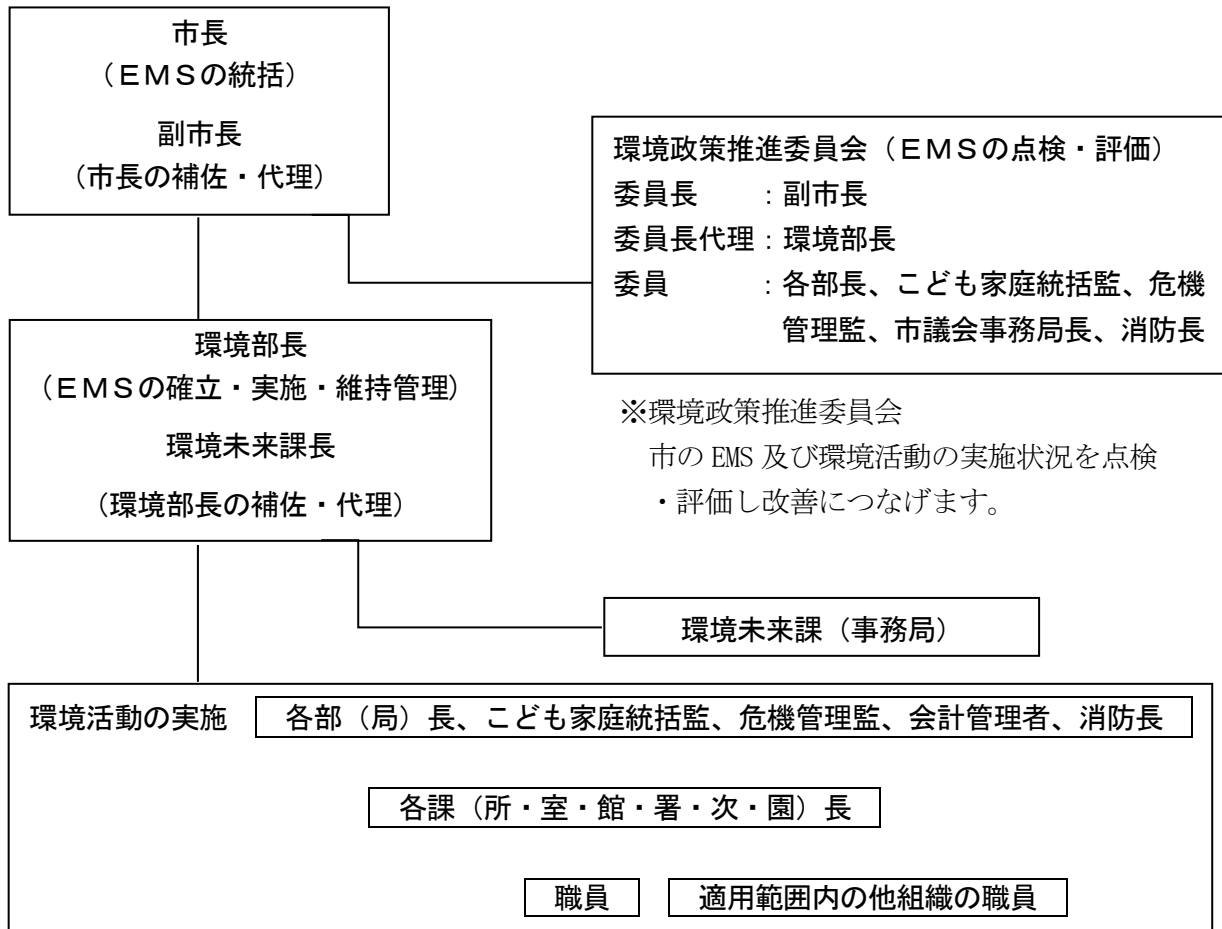 市長
（ＥＭＳの統括）
副市長
（市長の補佐・代理）
環境政策推進委員会（ＥＭＳの点検・評価）
委員長　　：副市長
委員長代理：環境部長
委員　　　：各部長、こども家庭統括監、危機
管理監、市議会事務局長、消防長
環境部長
（ＥＭＳの確立・実施・維持管理）
環境未来課長
（環境部長の補佐・代理）
※環境政策推進委員会
市の EMS 及び環境活動の実施状況を点検
・評価し改善につなげます。
環境未来課（事務局）
環境活動の実施　各部（局）長、こども家庭統括監、危機管理監、会計管理者、消防長
各課（所・室・館・署・次・園）長
職員　適用範囲内の他組織の職員